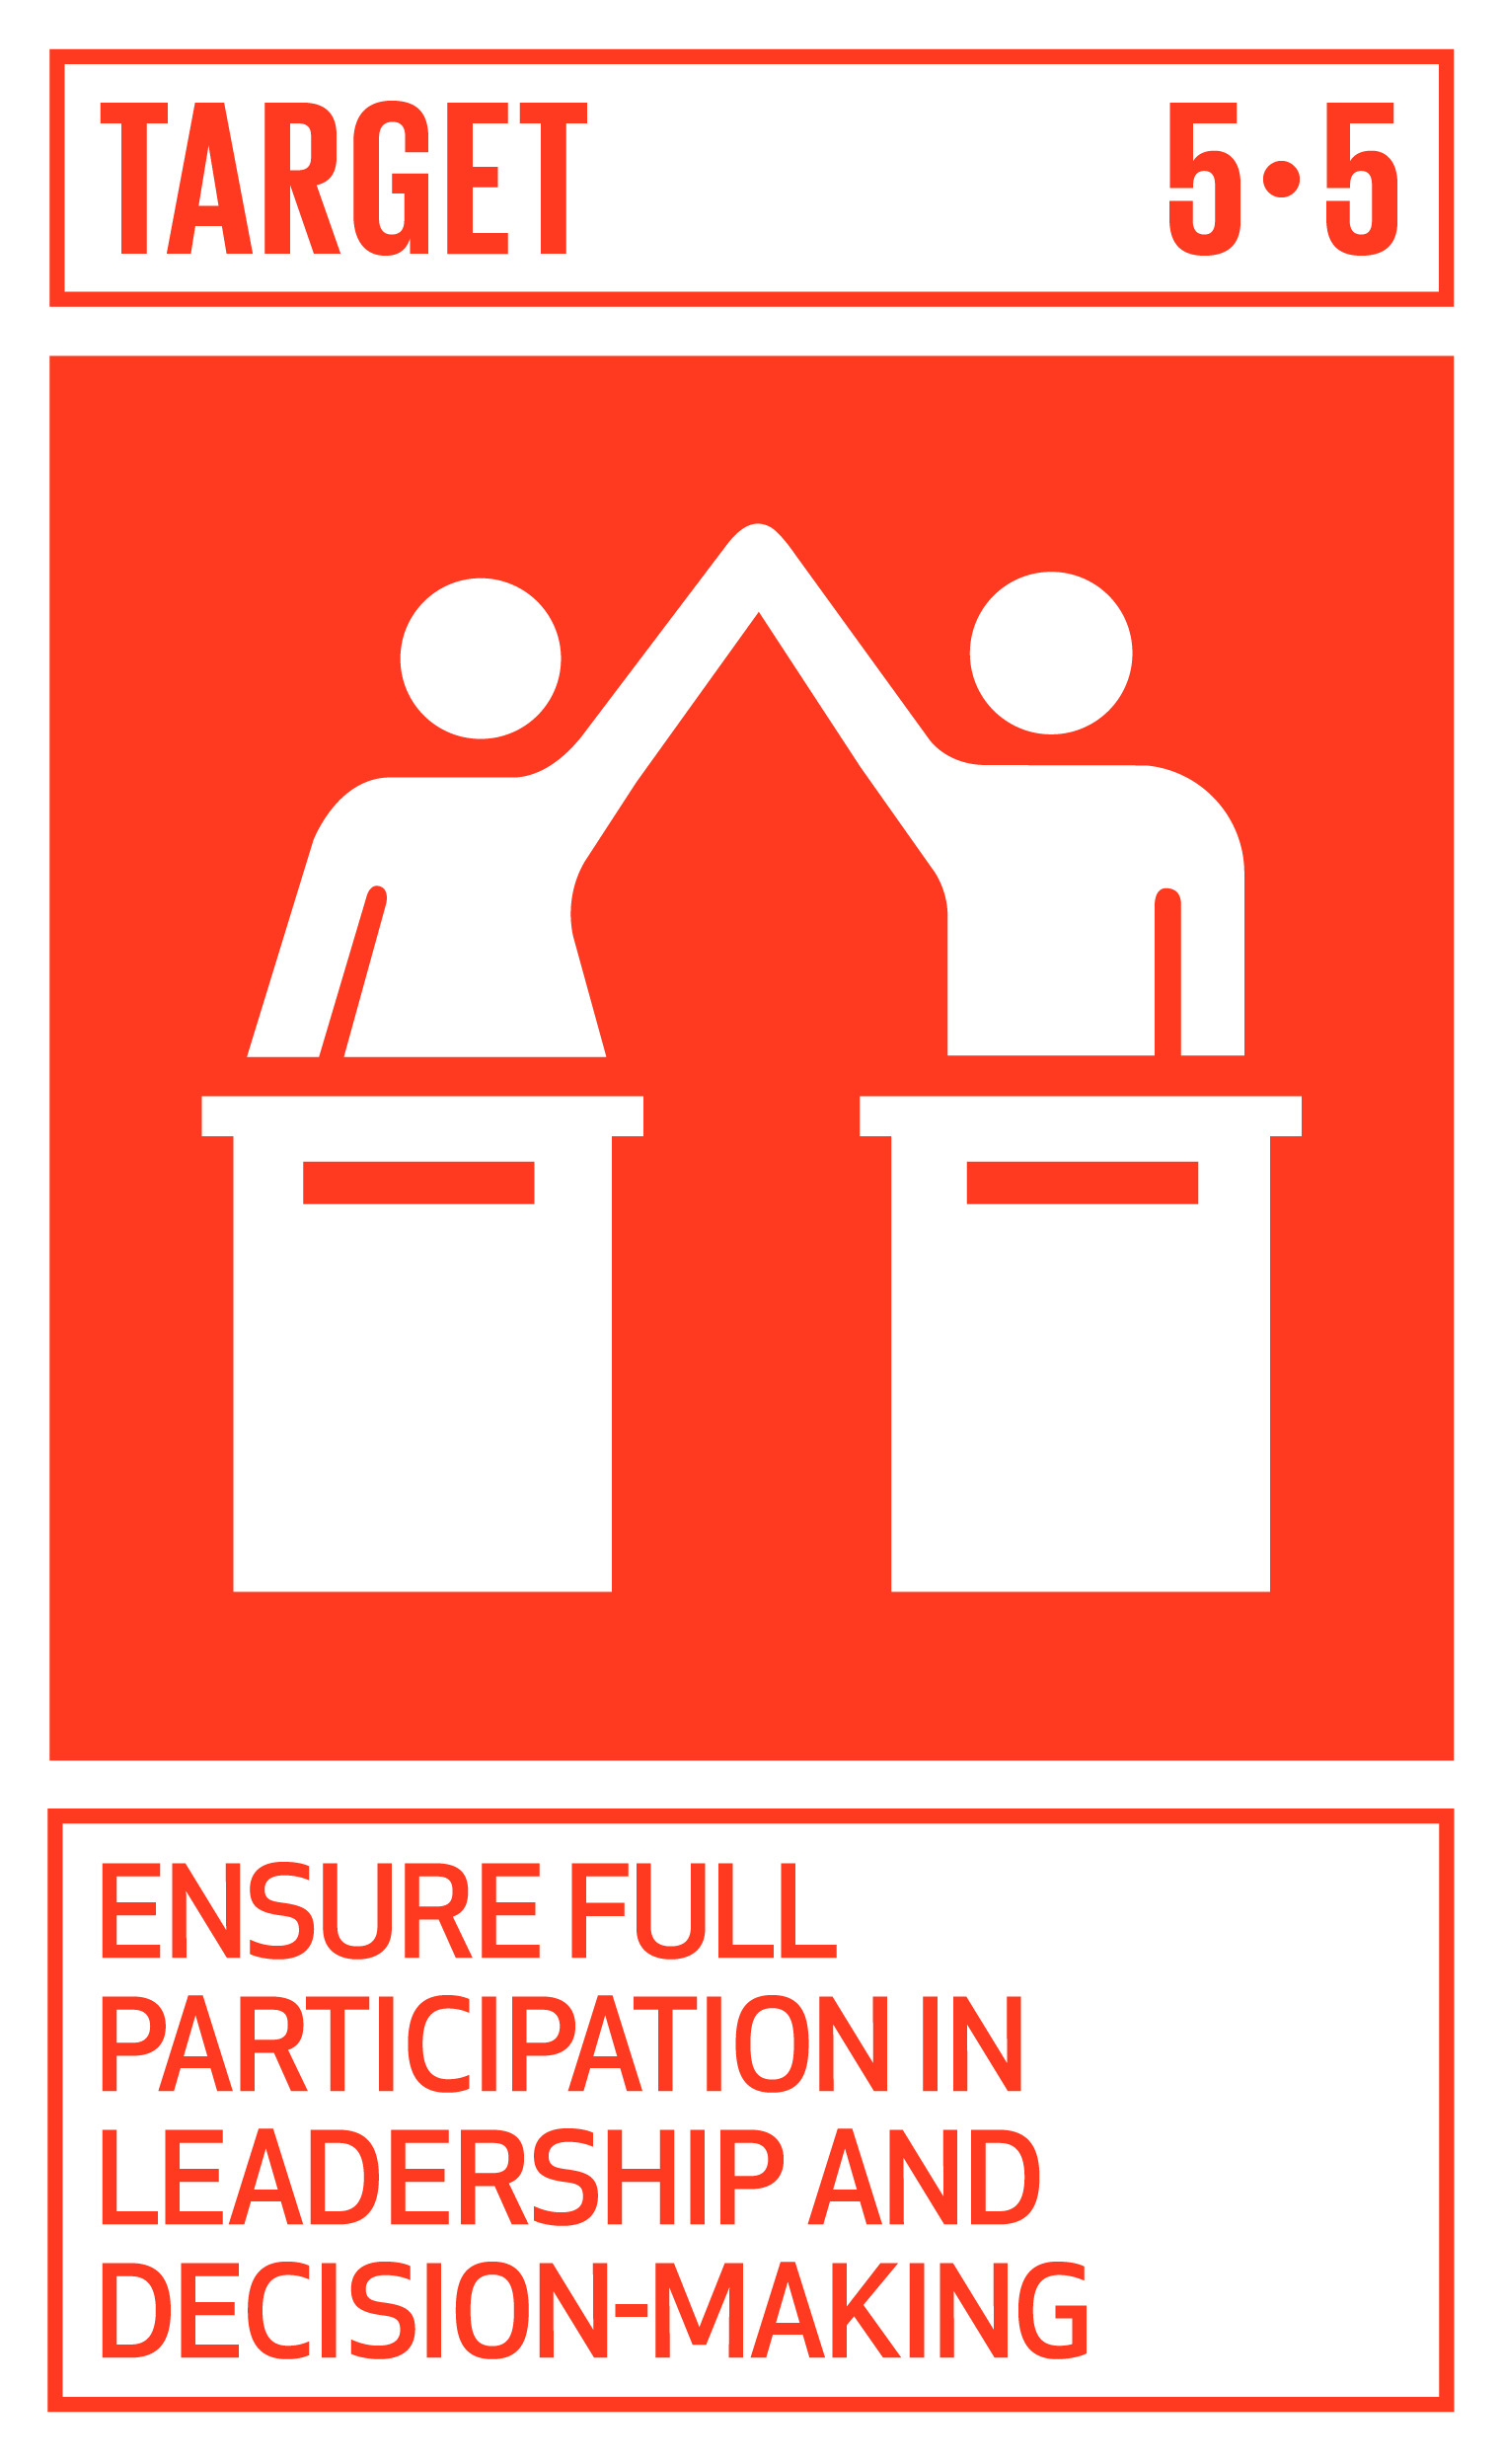 TARGET 5·5
ENSURE FULL
PARTICIPATION IN
LEADERSHIP AND
DECISION-MAKING